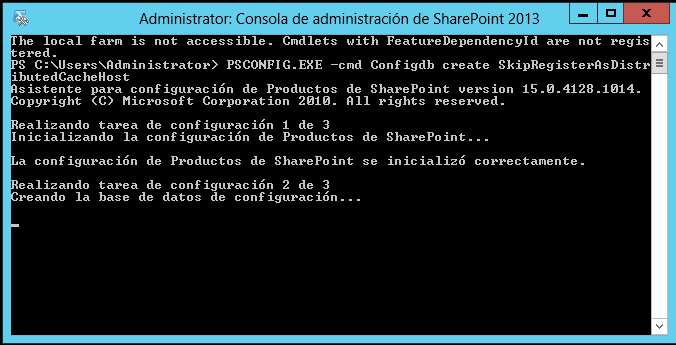 Administrator: Consola de administración de SharePoint 2013
The local farm is not accessible. Cmdlets with FeatureDependencyId are not regis
tered.
PS C:\Users\Administrator> PSCONFIG.EXE -cmd Configdb create SkipRegisterAsDistr
ibutedCacheHost
Asistente para configuración de Productos de SharePoint version 15.0.4128.1014.
Copyright (C) Microsoft Corporation 2010. All rights reserved.
Realizando tarea de configuración 1 de 3
Inicializando la configuración de Productos de SharePoint...
La configuración de Productos de SharePoint se inicializó correctamente.
Realizando tarea de configuración 2 de 3
Creando la base de datos de configuración...